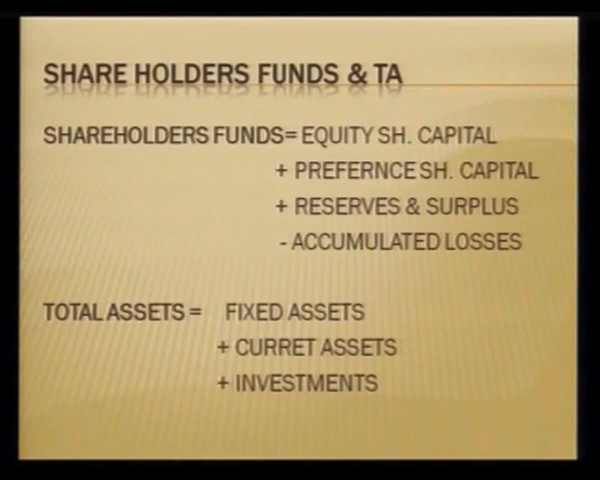 SHARE HOLDERS FUNDS & TA
SHAREHOLDERS FUNDS= EQUITY SH. CAPITAL
+ PREFERNCE SH. CAPITAL
+ RESERVES & SURPLUS
- ACCUMULATED LOSSES
TOTAL ASSETS = FIXED ASSETS
+ CURRET ASSETS
+ INVESTMENTS